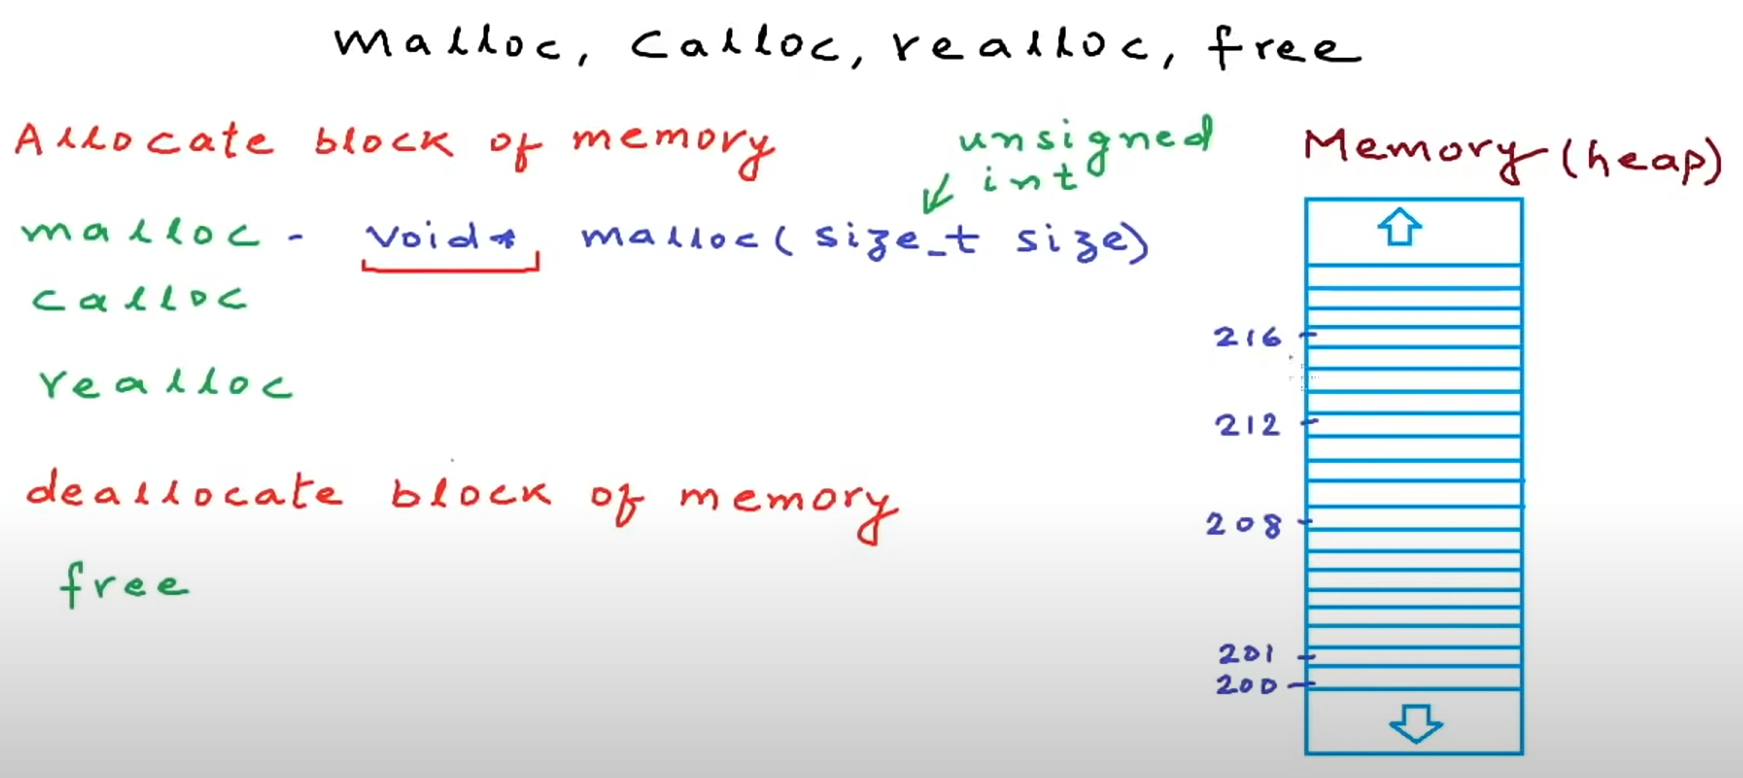 malloc, calloc, realloc, free
Allocate block of memory
unsigned
int
malloc - void* malloc(size_t size)
calloc
realloc
deallocate block of memory
free
Memory (heap)
216
212
208
201
200